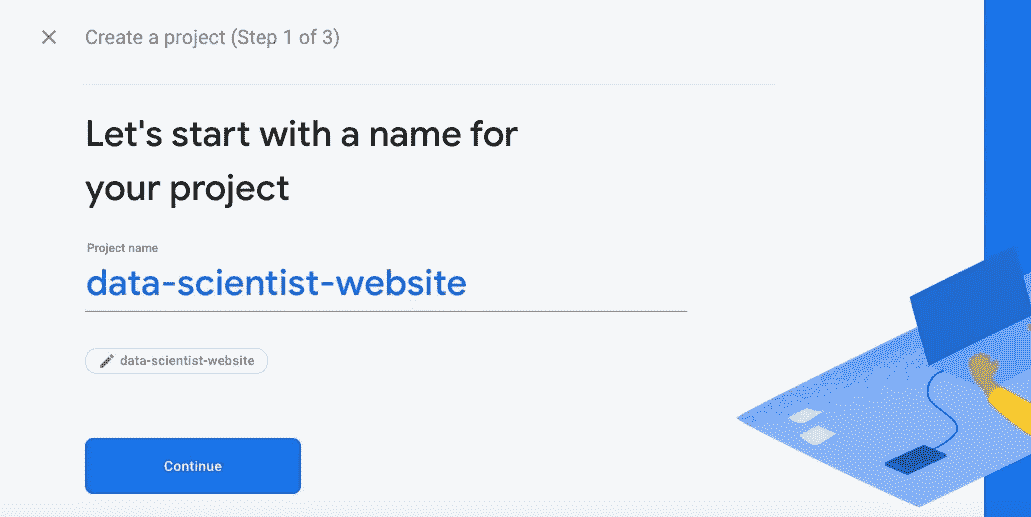 Create a project (Step 1 of 3)
Let's start with a name for
your project
Project name
data-scientist-website
data-scientist-website
Continue